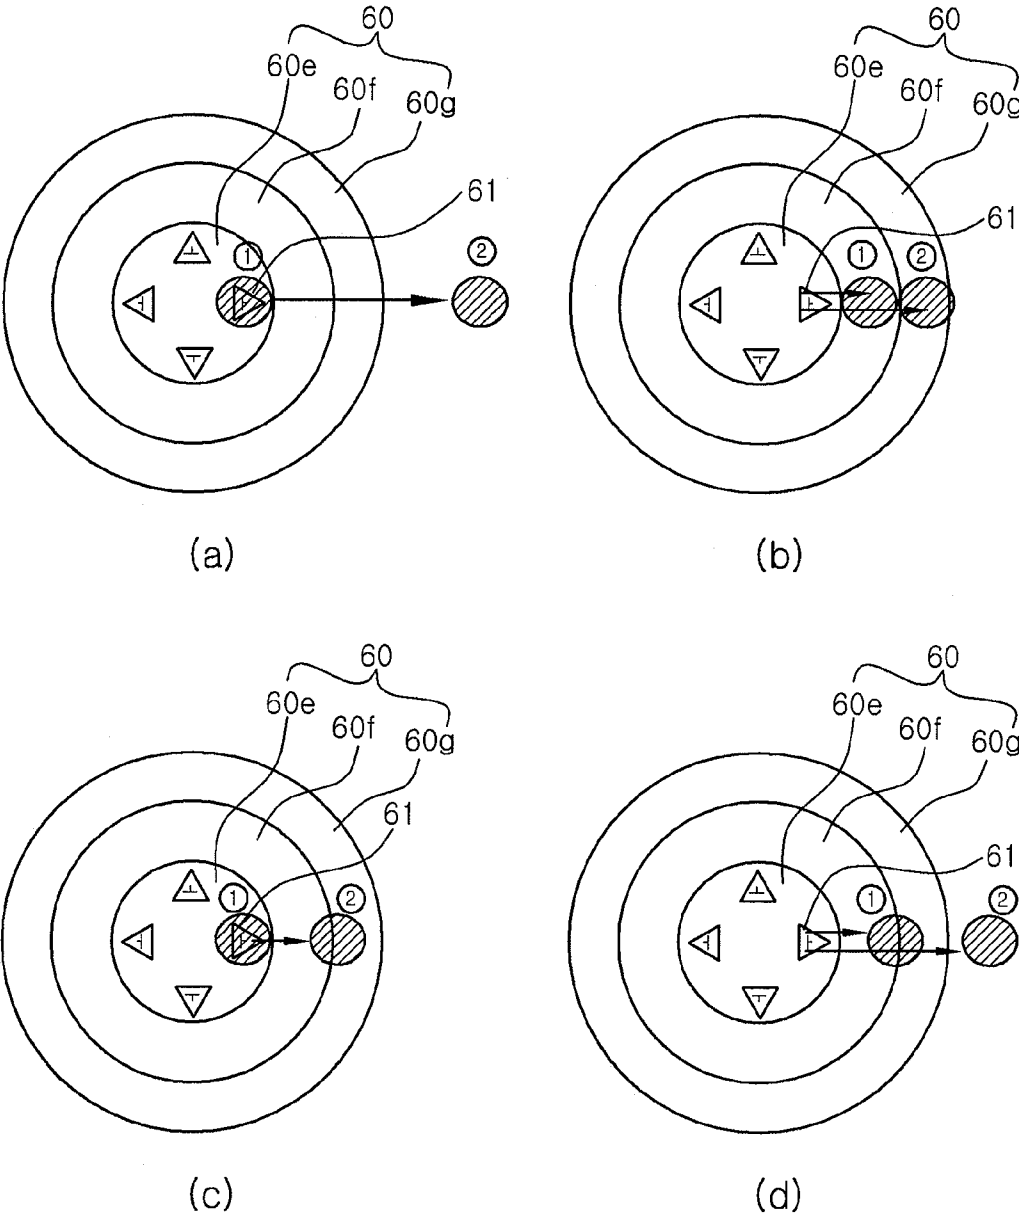 60
60e
60f
60g
61
①
②
ㅗ
ㅓ
ㅏ
ㅜ
(a)
60
60e
60f
60g
61
①
②
ㅗ
ㅓ
ㅏ
ㅜ
(b)
60
60e
60f
60g
61
①
②
ㅗ
ㅓ
ㅏ
ㅜ
(c)
60
60e
60f
60g
61
①
②
ㅗ
ㅓ
ㅏ
ㅜ
(d)